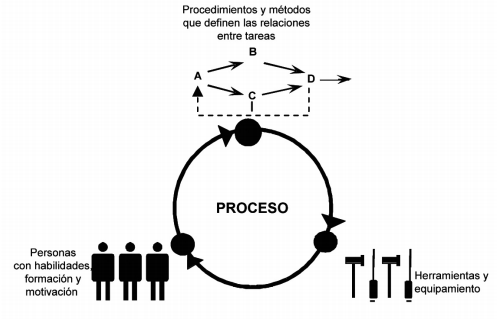 Procedimientos y métodos
que definen las relaciones
entre tareas
B
A
D
C
PROCESO
Personas
con habilidades,
formación y
motivación
Herramientas y
equipamiento